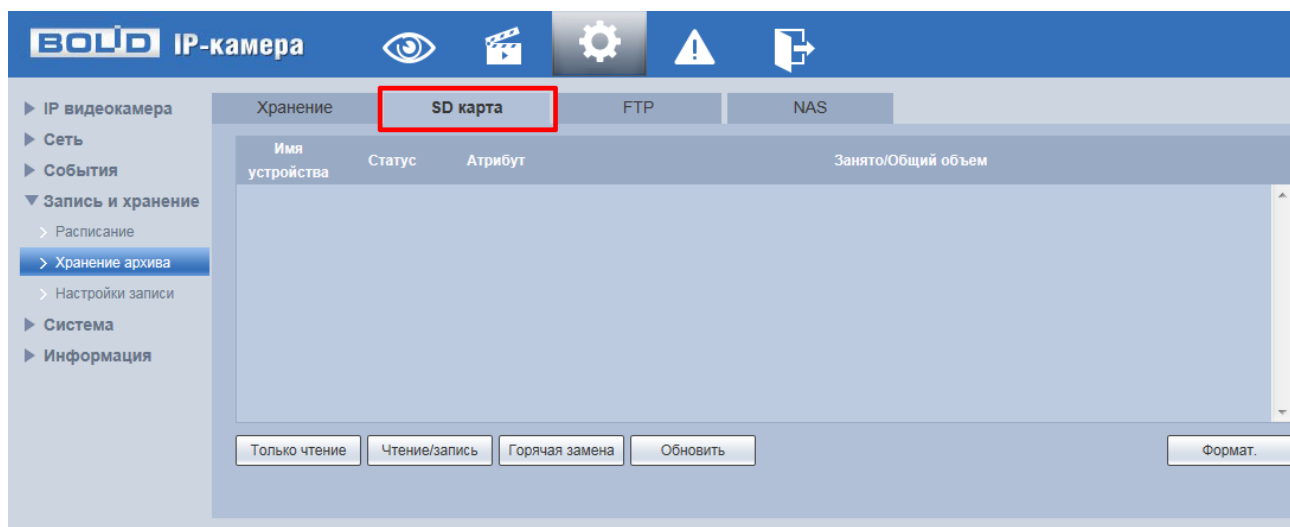 BOLID IP-камера
IP видеокамера
Сеть
События
Запись и хранение
Расписание
Хранение архива
Настройки записи
Система
Информация
Хранение SD карта FTP NAS
Имя
устройства Статус Атрибут Занято/Общий объем
Только чтение Чтение/запись Горячая замена Обновить Формат.